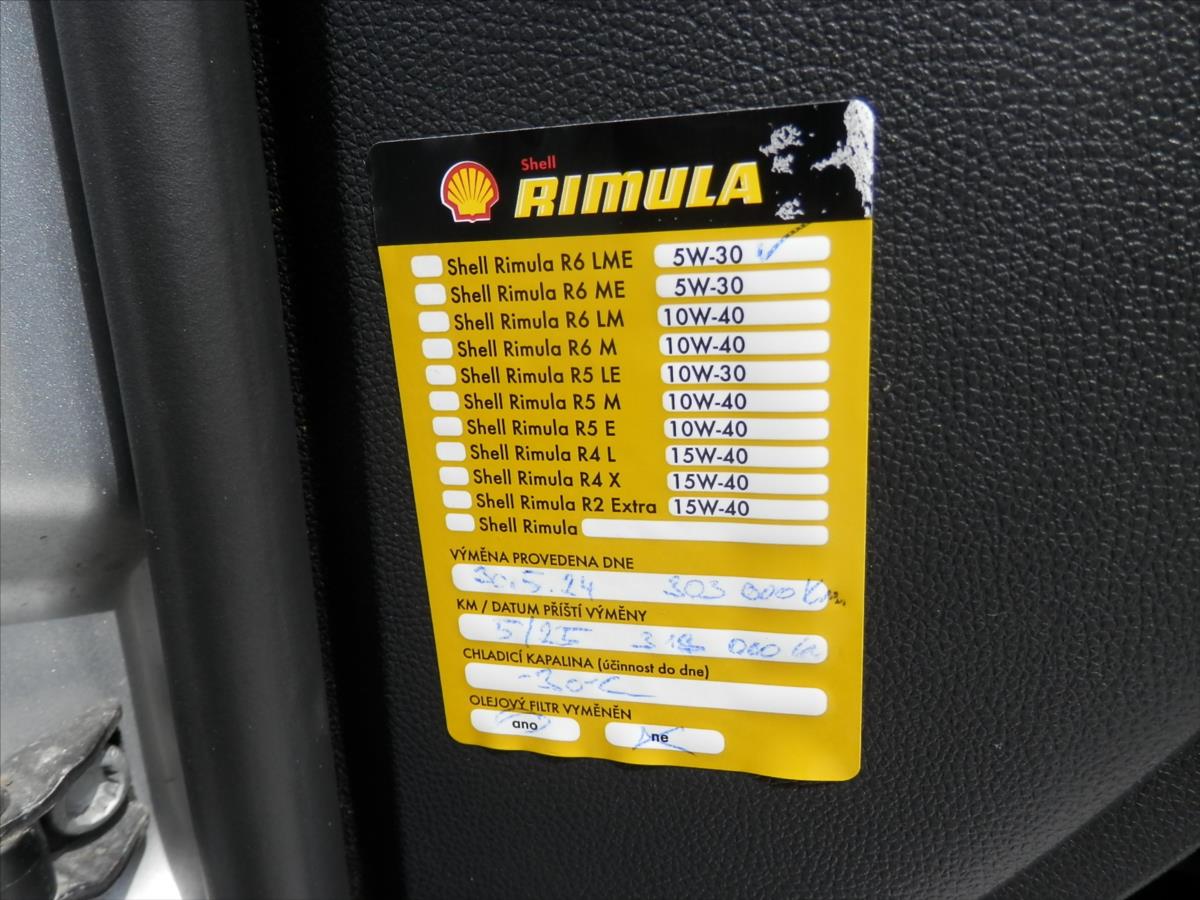 Shell
RIMULA
Shell Rimula R6 LME 5W-30 ✓
Shell Rimula R6 ME 5W-30
Shell Rimula R6 LM 10W-40
Shell Rimula R6 M 10W-40
Shell Rimula R5 LE 10W-30
Shell Rimula R5 M 10W-40
Shell Rimula R5 E 10W-40
Shell Rimula R4 L 15W-40
Shell Rimula R4 X 15W-40
Shell Rimula R2 Extra 15W-40
Shell Rimula
VÝMĚNA PROVEDENA DNE
30.5.24 303 000 Km
KM / DATUM PŘÍŠTÍ VÝMĚNY
5/25
CHLADICÍ KAPALINA (účinnost do dne)
-30°C
OLEJOVÝ FILTR VYMĚNĚN
ano ne